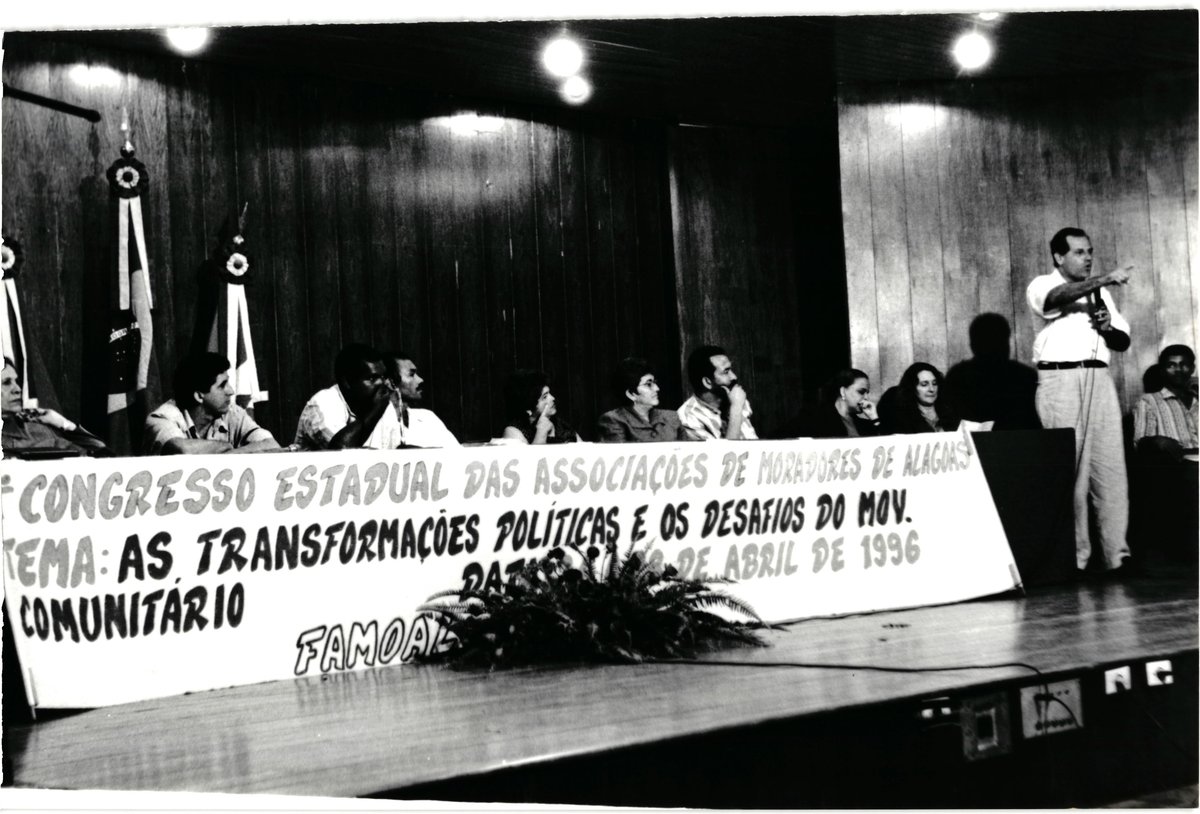 CONGRESSO ESTADUAL DAS ASSOCIAÇÕES DE MORADORES DE ALAGOAS
TEMA: AS TRANSFORMAÇÕES POLÍTICAS E OS DESAFIOS DO MOV.
COMUNITÁRIO
DE ABRIL DE 1996
FAMOAL